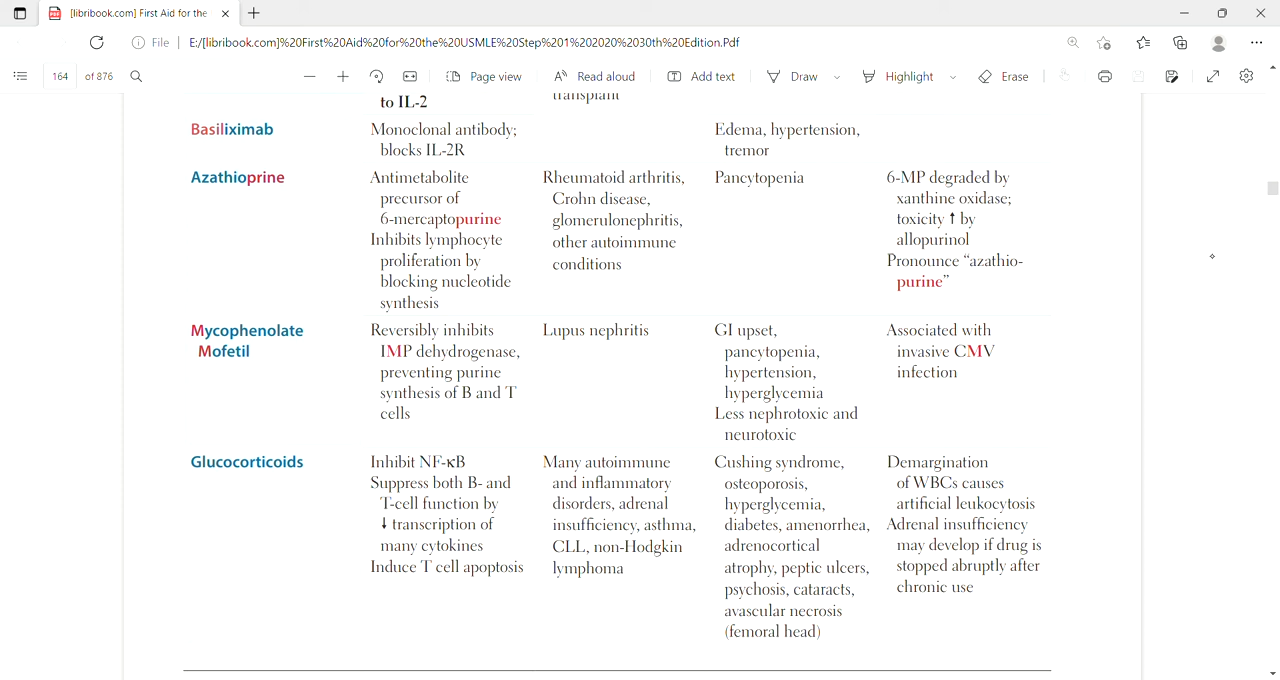 [libribook.com] First Aid for the
File
E:/[libribook.com]%20First%20Aid%20for%20the%20USMLE%20Step%201%202020%2030th%20Edition.Pdf
164 of 876
Page view
Read aloud
Add text
Draw
Highlight
Erase
to IL-2
transplant
Basiliximab
Monoclonal antibody;
blocks IL-2R
Edema, hypertension,
tremor
Azathioprine
Antimetabolite
precursor of
6-mercaptopurine
Inhibits lymphocyte
proliferation by
blocking nucleotide
synthesis
Rheumatoid arthritis,
Crohn disease,
glomerulonephritis,
other autoimmune
conditions
Pancytopenia
6-MP degraded by
xanthine oxidase;
toxicity ↑ by
allopurinol
Pronounce “azathio-
purine”
Mycophenolate
Mofetil
Reversibly inhibits
IMP dehydrogenase,
preventing purine
synthesis of B and T
cells
Lupus nephritis
GI upset,
pancytopenia,
hypertension,
hyperglycemia
Less nephrotoxic and
neurotoxic
Associated with
invasive CMV
infection
Glucocorticoids
Inhibit NF-κB
Suppress both B- and
T-cell function by
↓ transcription of
many cytokines
Induce T cell apoptosis
Many autoimmune
and inflammatory
disorders, adrenal
insufficiency, asthma,
CLL, non-Hodgkin
lymphoma
Cushing syndrome,
osteoporosis,
hyperglycemia,
diabetes, amenorrhea,
adrenocortical
atrophy, peptic ulcers,
psychosis, cataracts,
avascular necrosis
(femoral head)
Demargination
of WBCs causes
artificial leukocytosis
Adrenal insufficiency
may develop if drug is
stopped abruptly after
chronic use